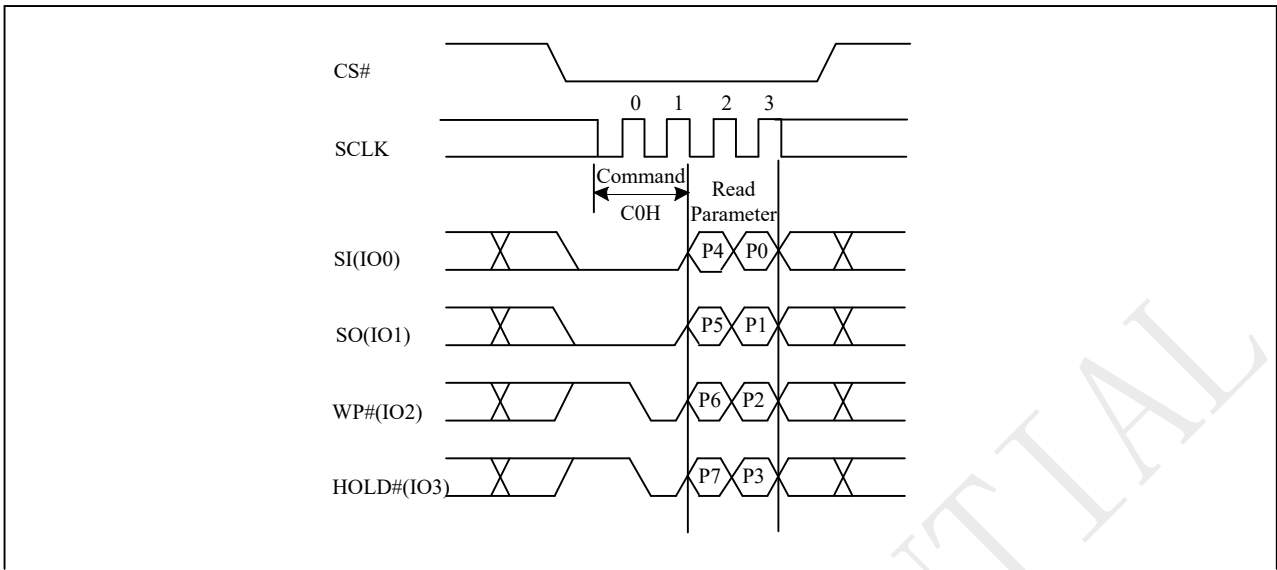 CS#
0 1 2 3
SCLK
Command
C0H
Read
Parameter
SI(IO0)
P4 P0
SO(IO1)
P5 P1
WP#(IO2)
P6 P2
HOLD#(IO3)
P7 P3
NTIAL